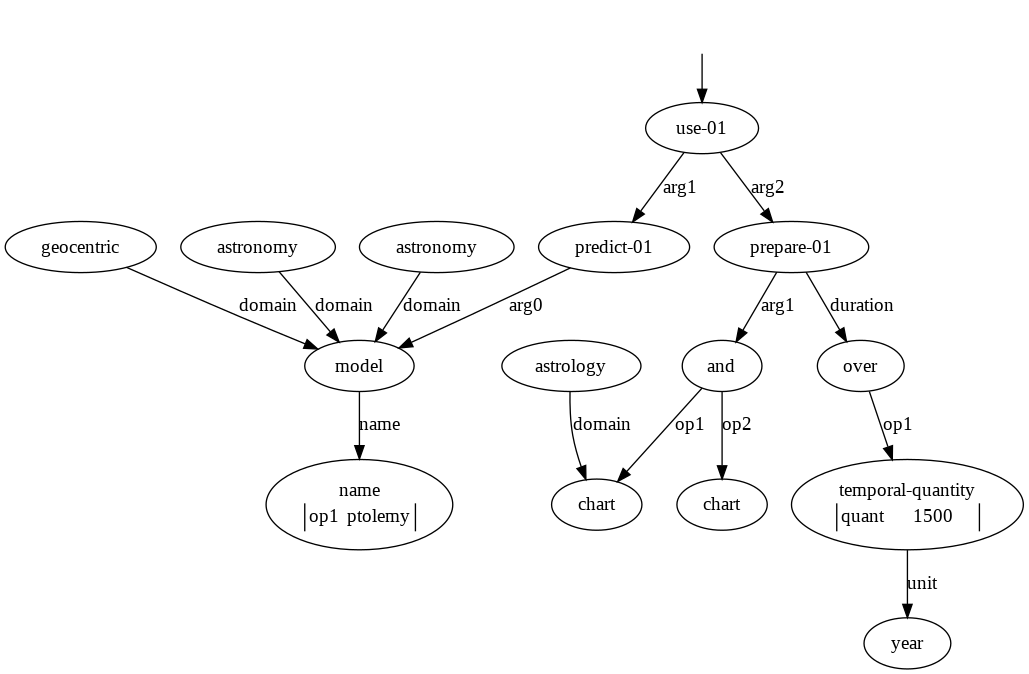 use-01
arg1 arg2
geocentric astronomy astronomy predict-01 prepare-01
domain domain domain arg0 arg1 duration
model astrology and over
name domain op1 op2 op1
name
op1 ptolemy
chart chart
temporal-quantity
quant 1500
unit
year